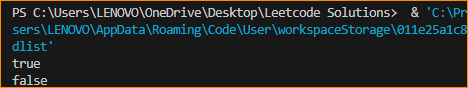 PS C:\Users\LENOVO\OneDrive\Desktop\Leetcode Solutions>  & 'C:\Pr
sers\LENOVO\AppData\Roaming\Code\User\workspaceStorage\011e25a1c8
dlist'
true
false